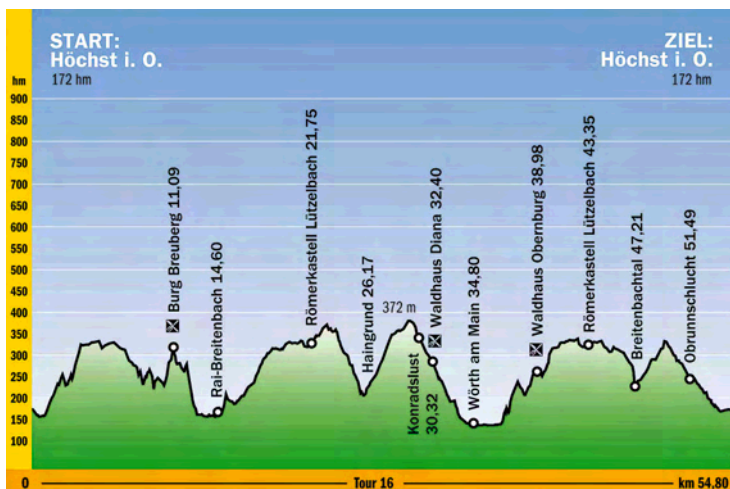 START:
Höchst i. O.
172 hm
ZIEL:
Höchst i. O.
172 hm
hm
900
850
800
750
700
650
600
550
500
450
400
350
300
250
200
150
100
Burg Breuberg 11,09
Rai-Breitenbach 14,60
Römerkastell Lützelbach 21,75
Haingrund 26,17
372 m
Konradslust
30,32
Waldhaus Diana 32,40
Wörth am Main 34,80
Waldhaus Obernburg 38,98
Römerkastell Lützelbach 43,35
Breitenbachtal 47,21
Obrunnschlucht 51,49
0
Tour 16
km 54.80